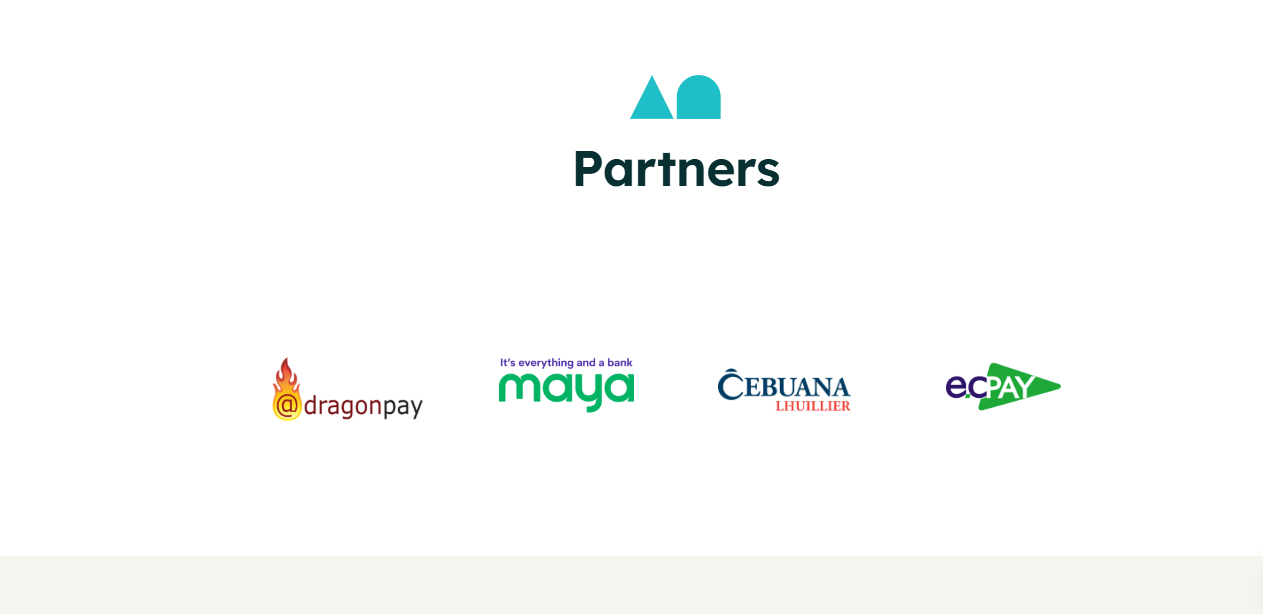 Partners
@dragonpay
It's everything and a bank
maya
CEBUANA
LHUILLIER
ecPAY